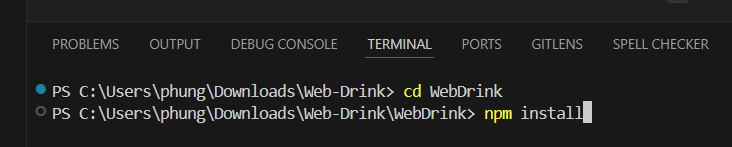 PROBLEMS OUTPUT DEBUG CONSOLE TERMINAL PORTS GITLENS SPELL CHECKER
PS C:\Users\phung\Downloads\Web-Drink> cd WebDrink
PS C:\Users\phung\Downloads\Web-Drink\WebDrink> npm install